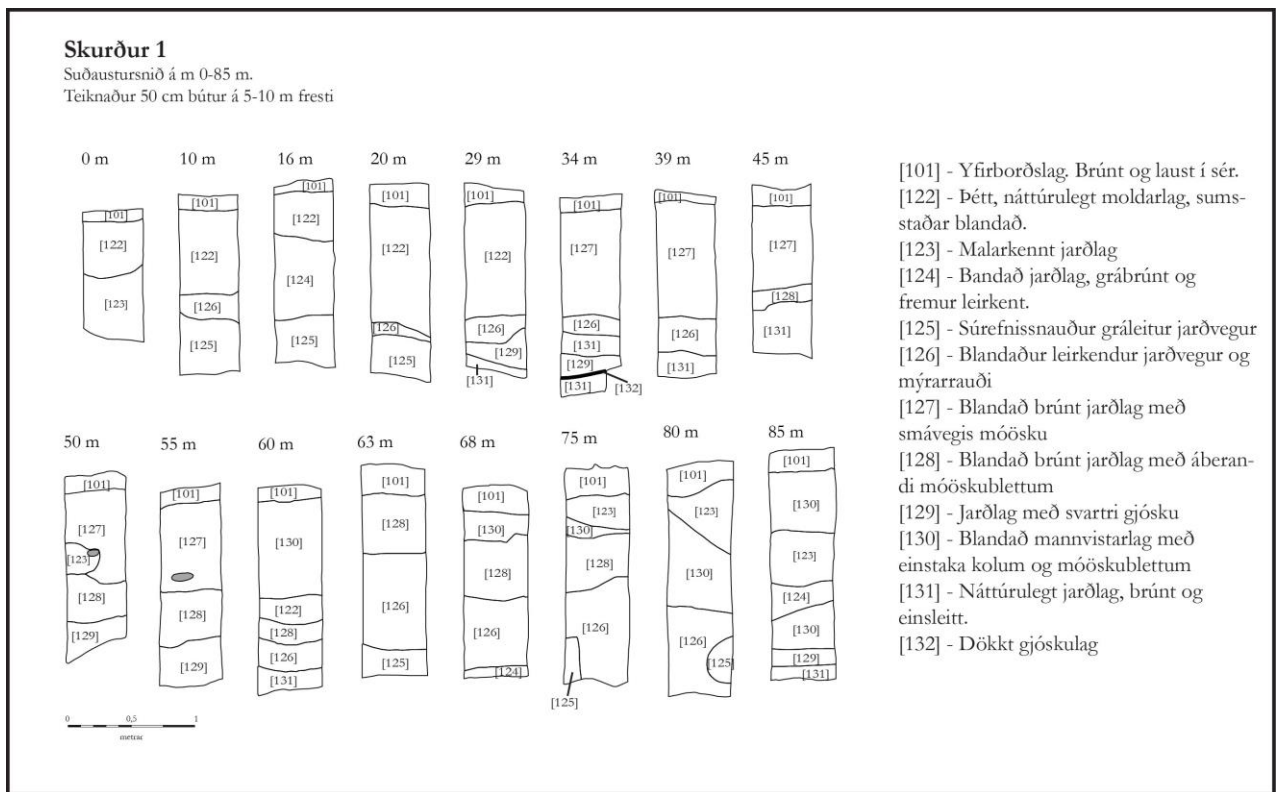 Skurður 1
Suðaustursnið á m 0-85 m.
Teiknaður 50 cm bútur á 5-10 m fresti
0 m
10 m
16 m
20 m
29 m
34 m
39 m
45 m
[101]
[122]
[123]
[101]
[122]
[126]
[125]
[101]
[122]
[124]
[125]
[101]
[122]
[126]
[125]
[101]
[122]
[126]
[129]
[131]
[101]
[127]
[126]
[131]
[129]
[131]
[132]
[101]
[127]
[126]
[131]
[101]
[127]
[128]
[131]
50 m
55 m
60 m
63 m
68 m
75 m
80 m
85 m
[101]
[127]
[123]
[128]
[129]
[101]
[127]
[128]
[129]
[101]
[130]
[122]
[128]
[126]
[131]
[101]
[128]
[126]
[125]
[101]
[130]
[128]
[126]
[124]
[101]
[123]
[130]
[128]
[126]
[125]
[101]
[123]
[130]
[126]
[125]
[101]
[130]
[123]
[124]
[130]
[129]
[131]
0 0,5 1
metrar
[101] - Yfirborðslag. Brúnt og laust í sér.
[122] - Þétt, náttúrulegt moldarlag, sums-
staðar blandað.
[123] - Malarkennt jarðlag
[124] - Bandað jarðlag, grábrúnt og
fremur leirkent.
[125] - Súrefnissnauður gráleitur jarðvegur
[126] - Blandaður leirkendur jarðvegur og
mýrarrauði
[127] - Blandað brúnt jarðlag með
smávegis móösku
[128] - Blandað brúnt jarðlag með áberan-
di móöskublettum
[129] - Jarðlag með svartri gjósku
[130] - Blandað mannvistarlag með
einstaka kolum og móöskublettum
[131] - Náttúrulegt jarðlag, brúnt og
einsleitt.
[132] - Dökkt gjóskulag